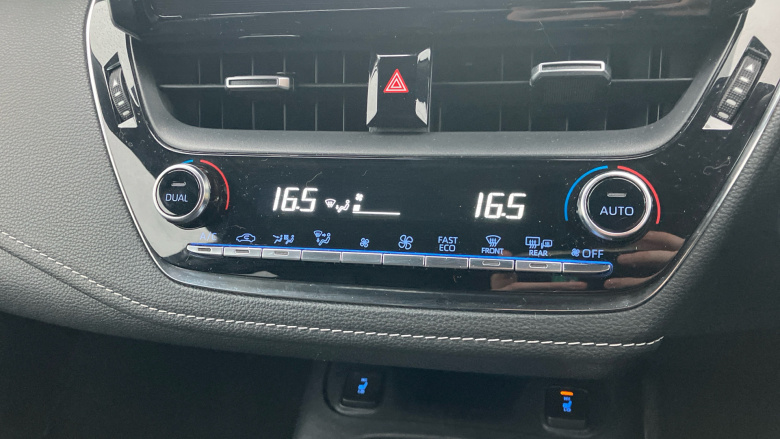 DUAL
16.5
16.5
AUTO
A/C
FAST
ECO
FRONT
REAR
OFF